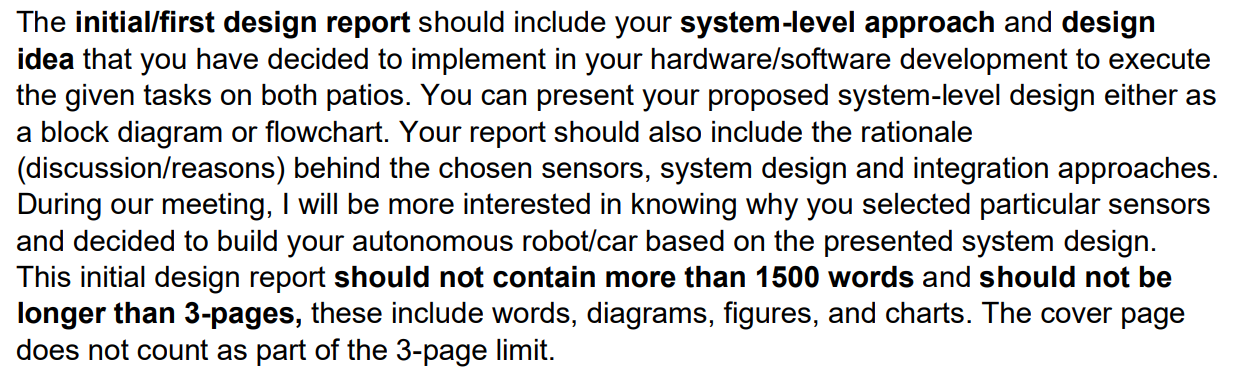 The initial/first design report should include your system-level approach and design
idea that you have decided to implement in your hardware/software development to execute
the given tasks on both patios. You can present your proposed system-level design either as
a block diagram or flowchart. Your report should also include the rationale
(discussion/reasons) behind the chosen sensors, system design and integration approaches.
During our meeting, I will be more interested in knowing why you selected particular sensors
and decided to build your autonomous robot/car based on the presented system design.
This initial design report should not contain more than 1500 words and should not be
longer than 3-pages, these include words, diagrams, figures, and charts. The cover page
does not count as part of the 3-page limit.